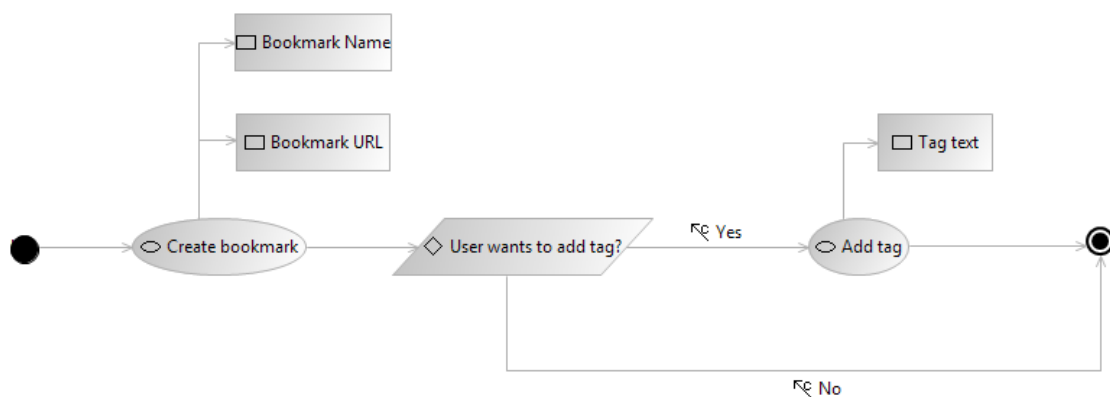 Bookmark Name
Bookmark URL
Tag text
Create bookmark
User wants to add tag?
Yes
Add tag
No